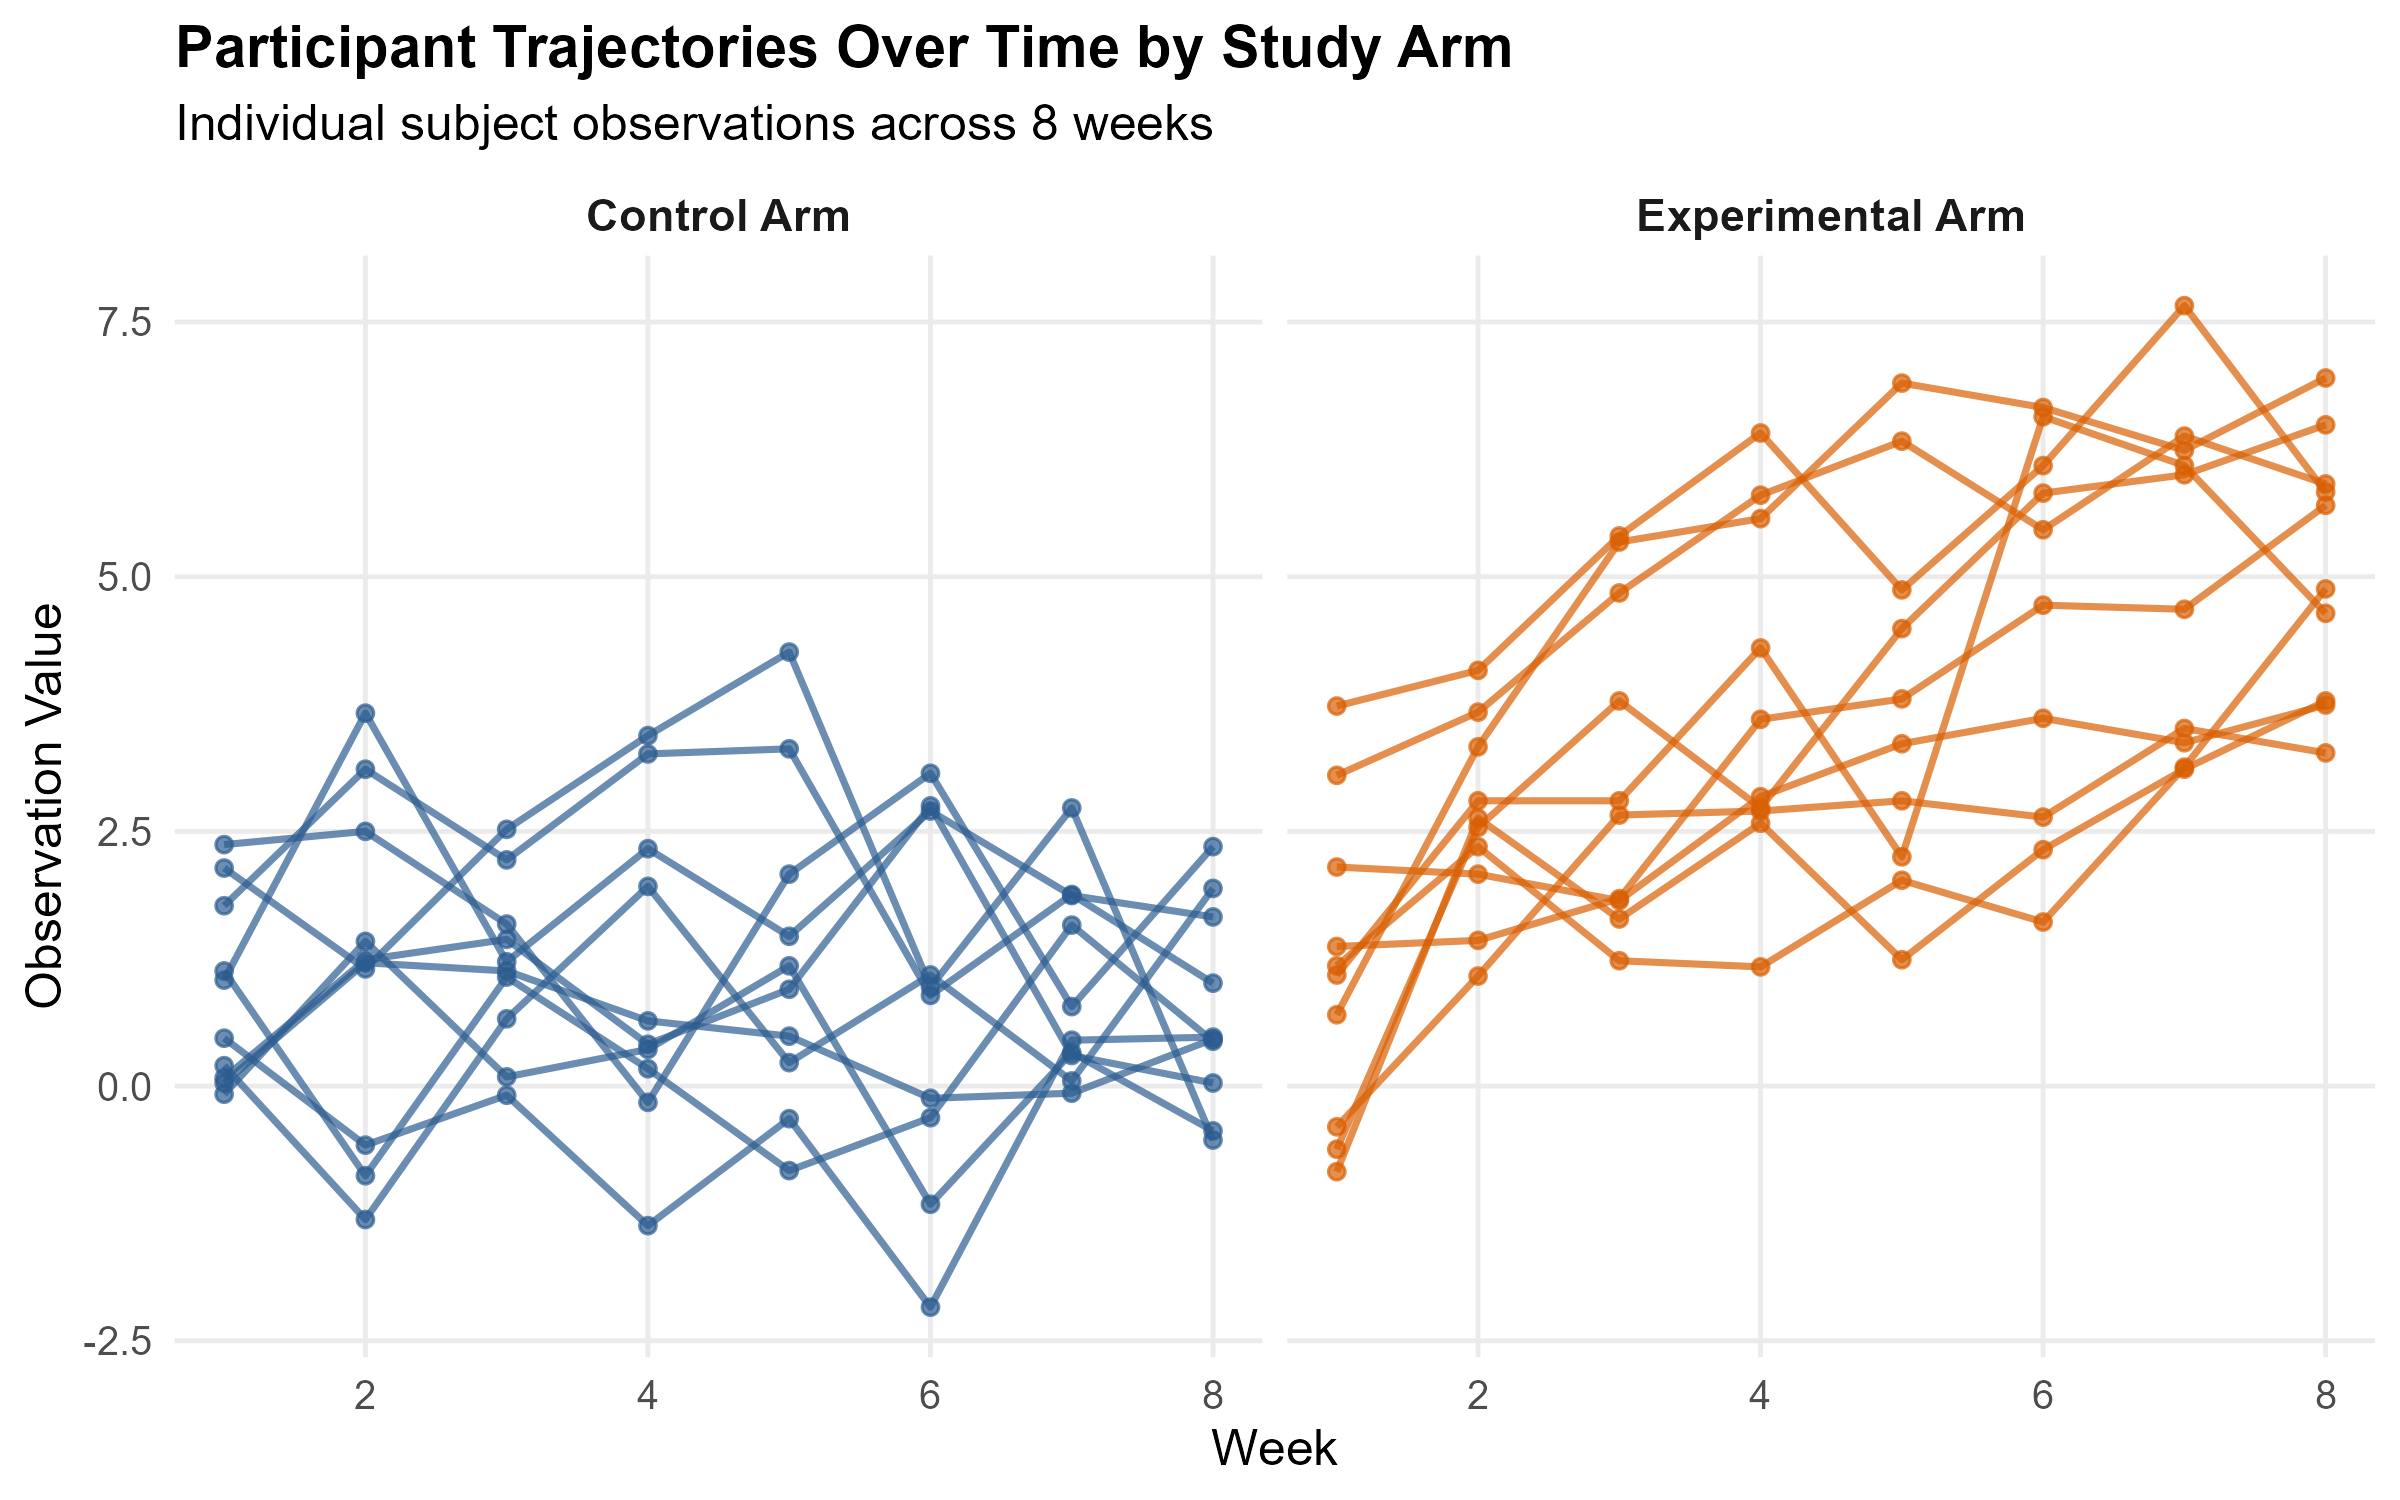 Participant Trajectories Over Time by Study Arm
Individual subject observations across 8 weeks
Control Arm
Experimental Arm
Observation Value
7.5
5.0
2.5
0.0
-2.5
2 4 6 8
2 4 6 8
Week